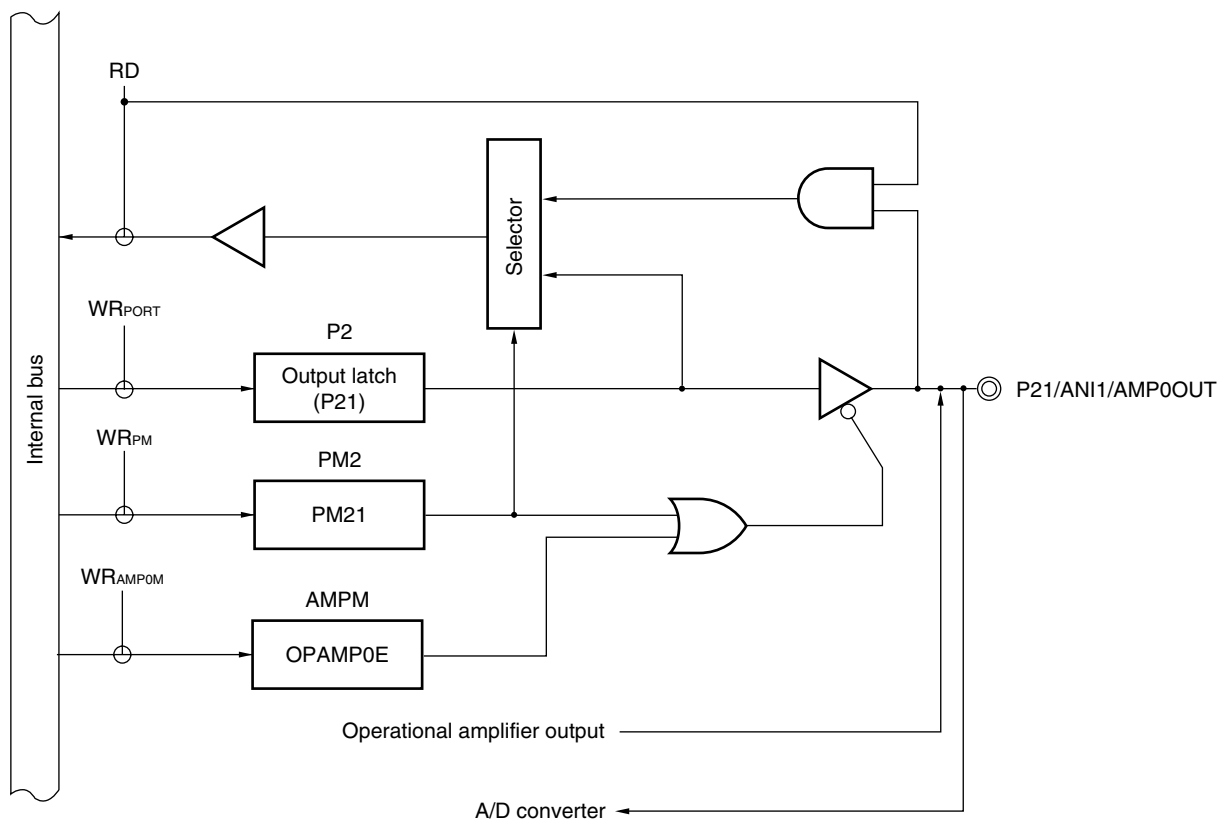 RD
Selector
WRPORT
P2
Output latch
(P21)
P21/ANI1/AMP0OUT
Internal bus
WRPM
PM2
PM21
WRAMP0M
AMPM
OPAMP0E
Operational amplifier output
A/D converter